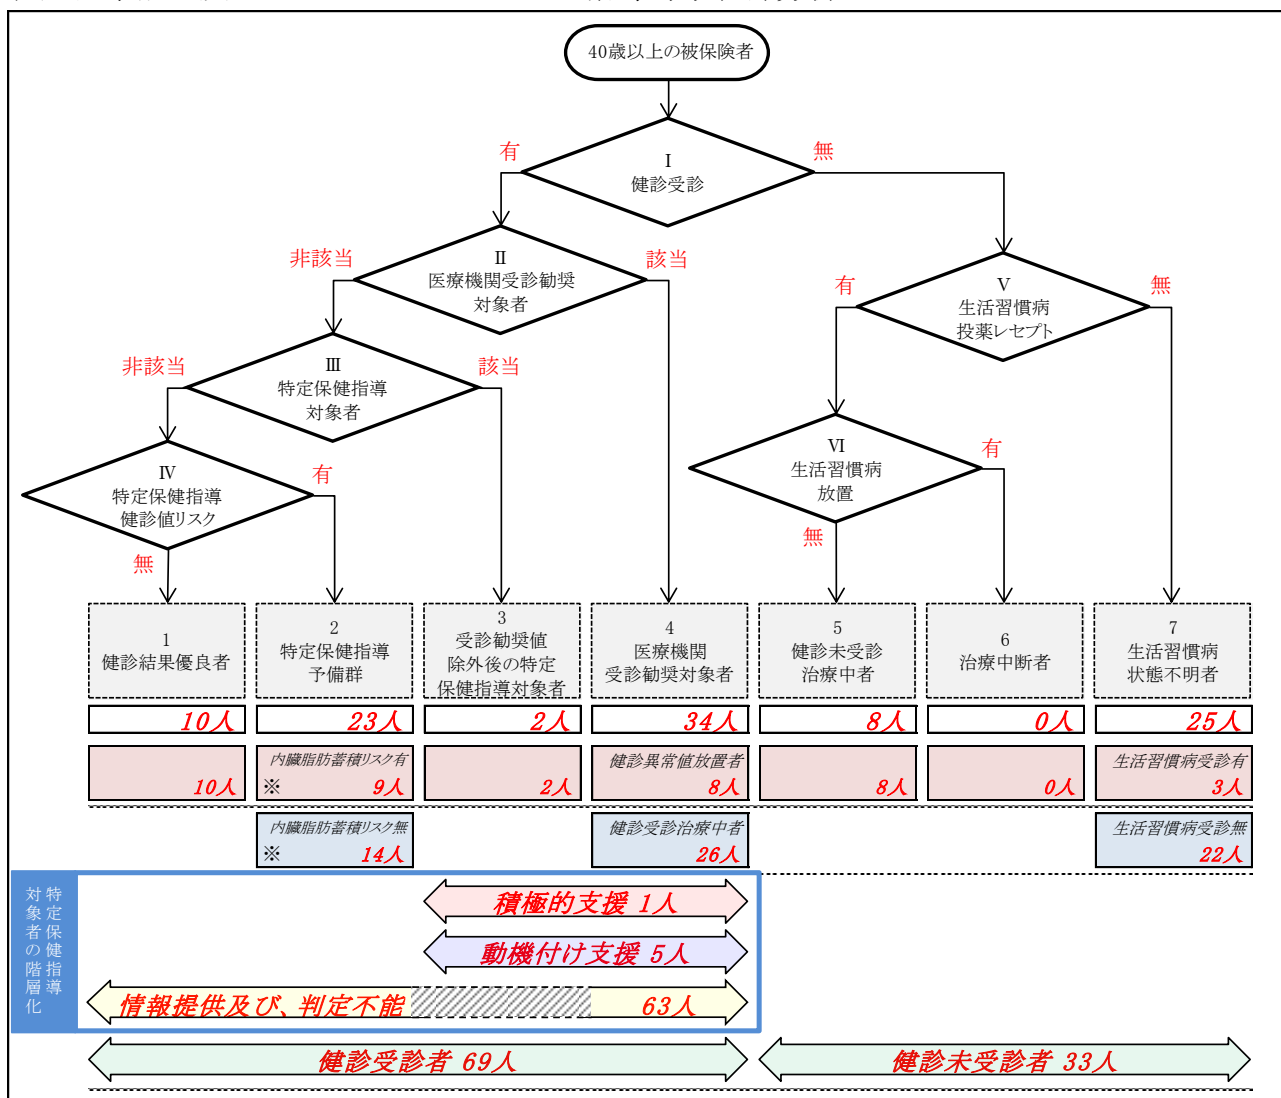 40歳以上の被保険者
Ⅰ
健診受診
有
無
Ⅱ
医療機関受診勧奨
対象者
非該当
該当
Ⅴ
生活習慣病
投薬レセプト
有
無
Ⅲ
特定保健指導
対象者
非該当
該当
Ⅵ
生活習慣病
放置
有
無
Ⅳ
特定保健指導
健診値リスク
有
無
1
健診結果優良者
2
特定保健指導
予備群
3
受診勧奨値
除外後の特定
保健指導対象者
4
医療機関
受診勧奨対象者
5
健診未受診
治療中者
6
治療中断者
7
生活習慣病
状態不明者
10人
23人
2人
34人
8人
0人
25人
10人
内臓脂肪蓄積リスク有
※ 9人
2人
健診異常値放置者
8人
8人
0人
生活習慣病受診有
3人
内臓脂肪蓄積リスク無
※ 14人
健診受診治療中者
26人
生活習慣病受診無
22人
特定保健指導
対象者の階層化
積極的支援 1人
動機付け支援 5人
情報提供及び、判定不能 63人
健診受診者 69人
健診未受診者 33人